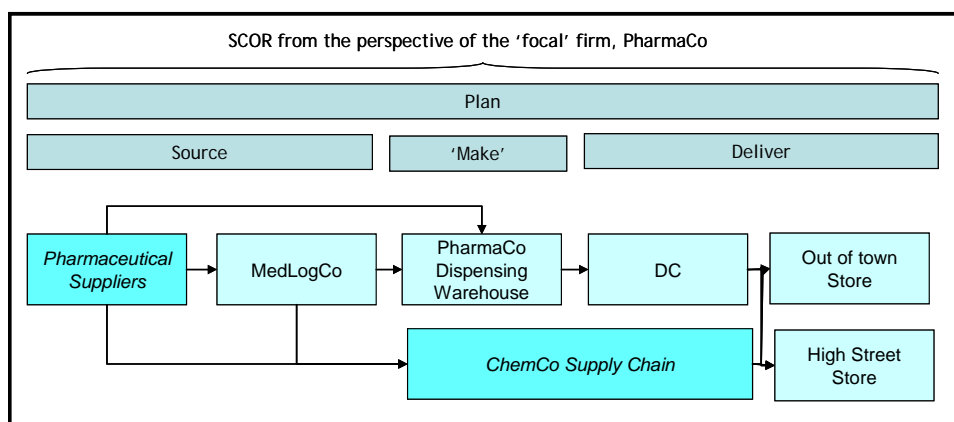 SCOR from the perspective of the 'focal' firm, PharmaCo
Plan
Source
'Make'
Deliver
Pharmaceutical
Suppliers
MedLogCo
PharmaCo
Dispensing
Warehouse
DC
Out of town
Store
ChemCo Supply Chain
High Street
Store